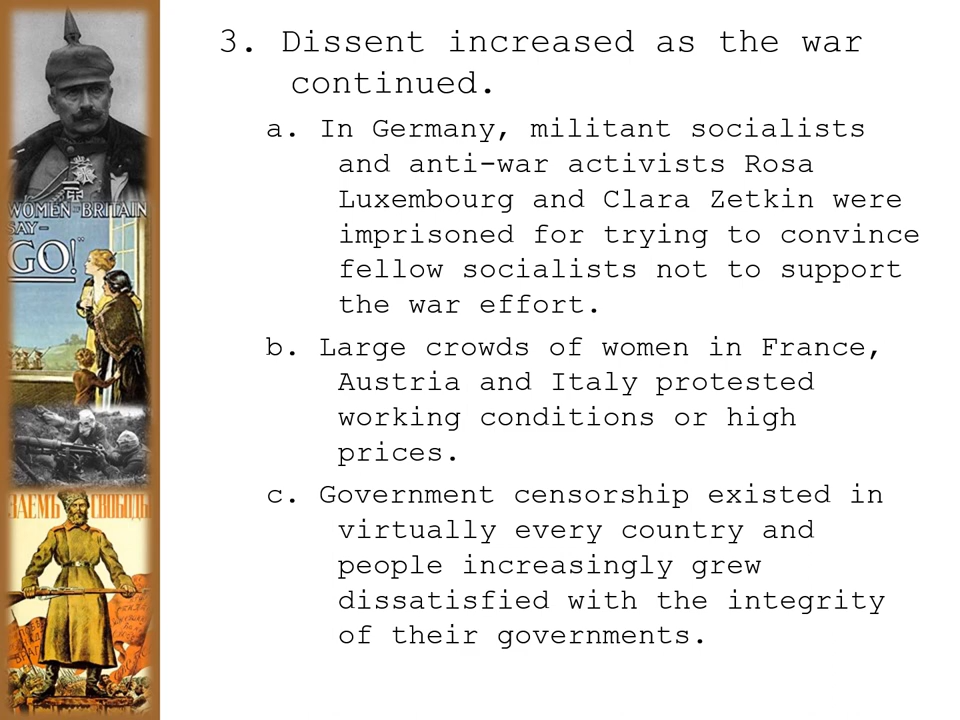 3. Dissent increased as the war
continued.
a. In Germany, militant socialists
and anti-war activists Rosa
Luxembourg and Clara Zetkin were
imprisoned for trying to convince
fellow socialists not to support
the war effort.
b. Large crowds of women in France,
Austria and Italy protested
working conditions or high
prices.
c. Government censorship existed in
virtually every country and
people increasingly grew
dissatisfied with the integrity
of their governments.
WOMEN OF BRITAIN
SAY-
"GO!"
ЗАЕМЪ СВОБОДЫ